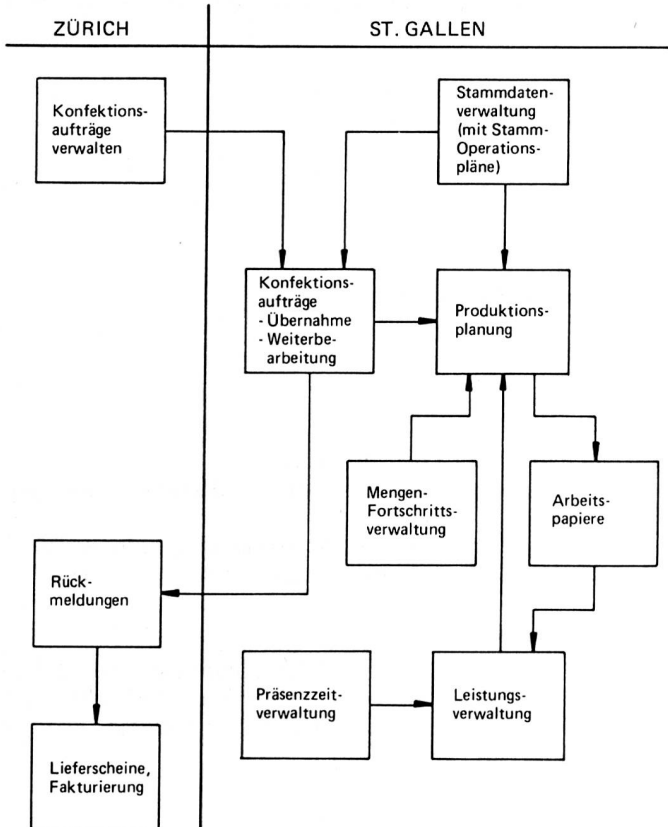 ZÜRICH
ST. GALLEN
Konfektions-
aufträge
verwalten
Stammdaten-
verwaltung
(mit Stamm-
Operations-
pläne)
Konfektions-
aufträge
- Übernahme
- Weiterbe-
arbeitung
Produktions-
planung
Mengen-
Fortschritts-
verwaltung
Arbeits-
papiere
Rück-
meldungen
Präsenzzeit-
verwaltung
Leistungs-
verwaltung
Lieferscheine,
Fakturierung